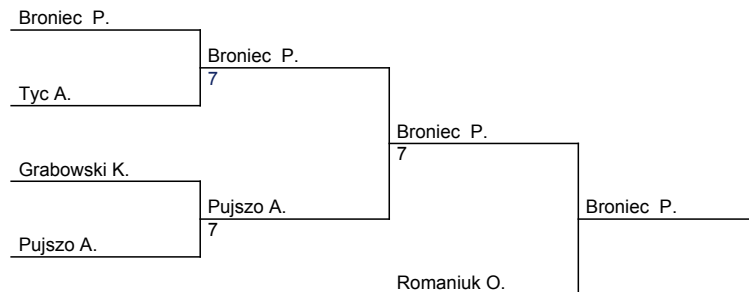 Broniec P.
Broniec P.
7
Tyc A.
Broniec P.
7
Grabowski K.
Pujszo A.
7
Broniec P.
Pujszo A.
Romaniuk O.